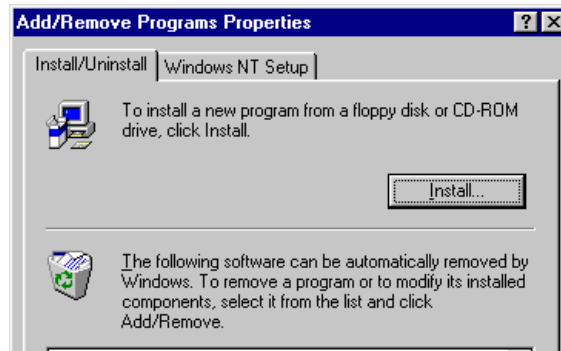 Add/Remove Programs Properties
Install/Uninstall
Windows NT Setup
To install a new program from a floppy disk or CD-ROM
drive, click Install.
Install...
The following software can be automatically removed by
Windows. To remove a program or to modify its installed
components, select it from the list and click
Add/Remove.